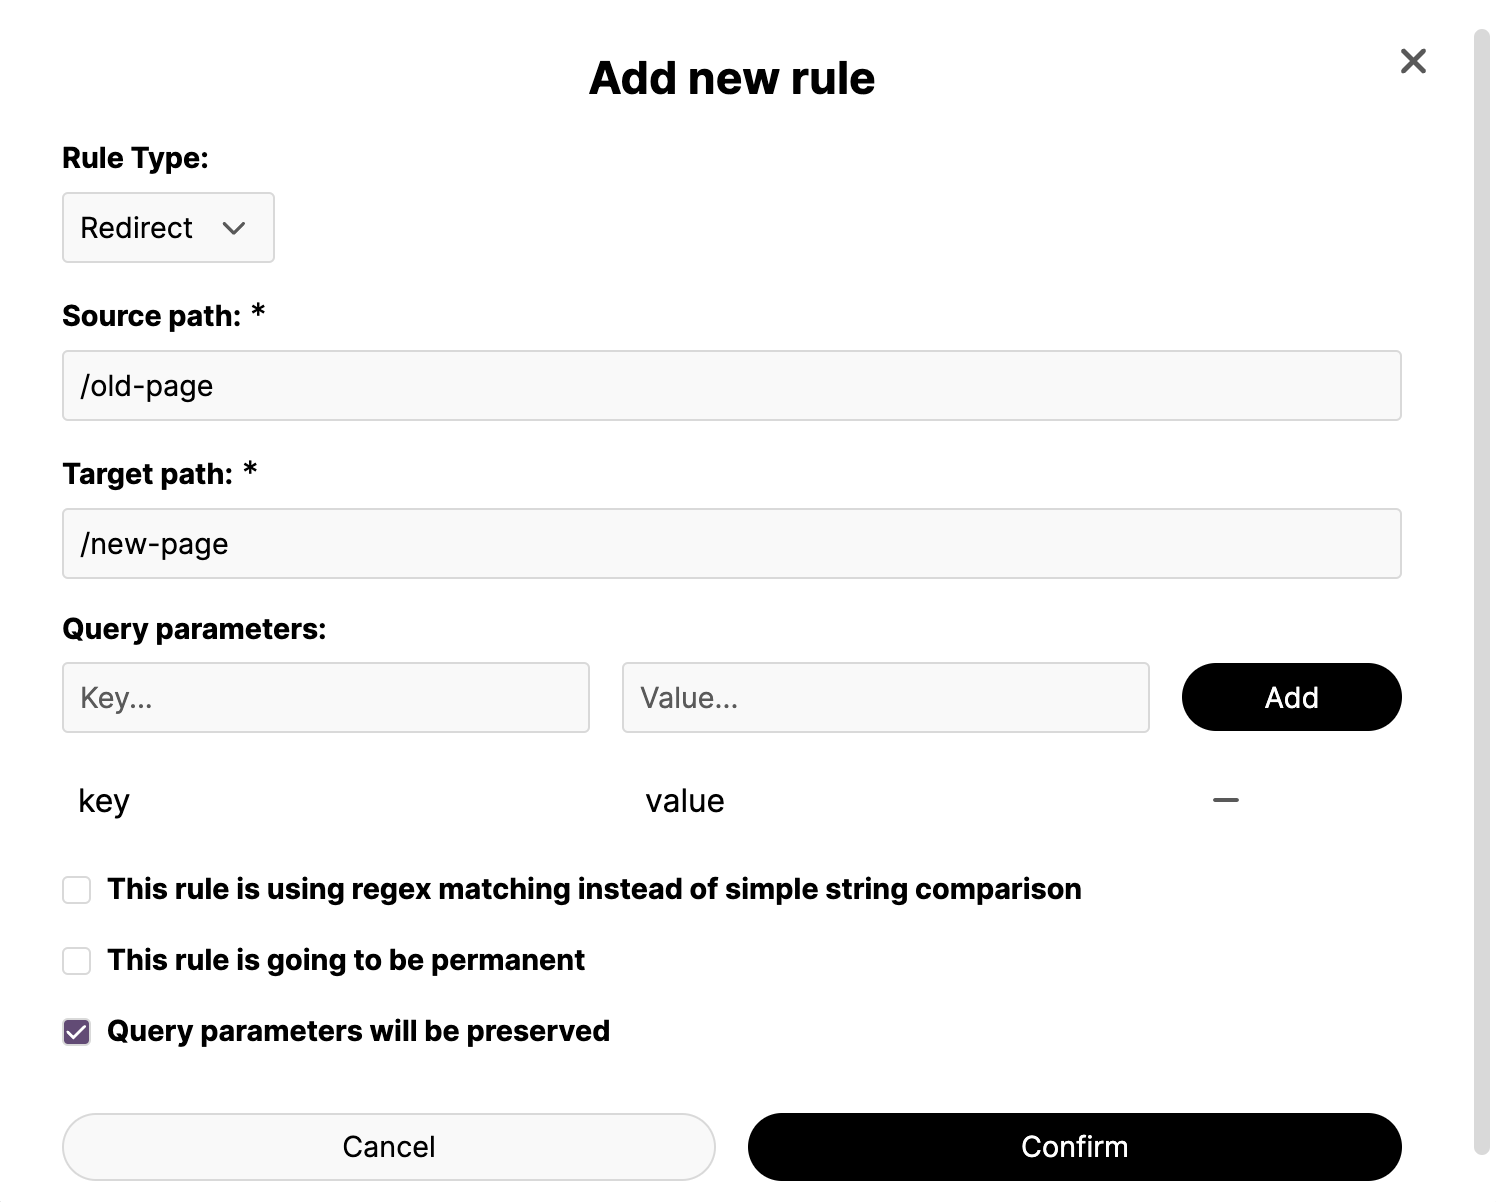 Add new rule
Rule Type:
Redirect
Source path: *
/old-page
Target path: *
/new-page
Query parameters:
Key... Value... Add
key value
This rule is using regex matching instead of simple string comparison
This rule is going to be permanent
Query parameters will be preserved
Cancel Confirm